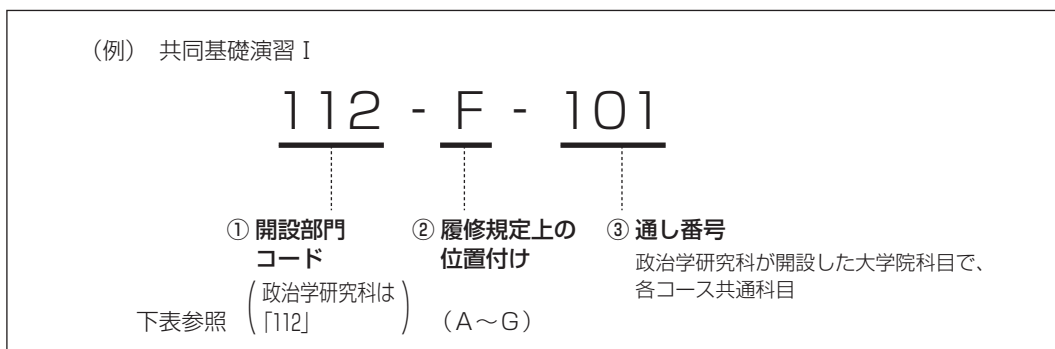 (例) 共同基礎演習Ⅰ
112 - F - 101
① 開設部門
コード
② 履修規定上の
位置付け
③ 通し番号
政治学研究科が開設した大学院科目で、
各コース共通科目
下表参照
(政治学研究科は
「112」)
(A~G)